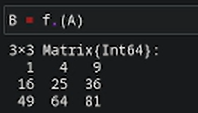 B = f.(A)
3×3 Matrix{Int64}:
1 4 9
16 25 36
49 64 81